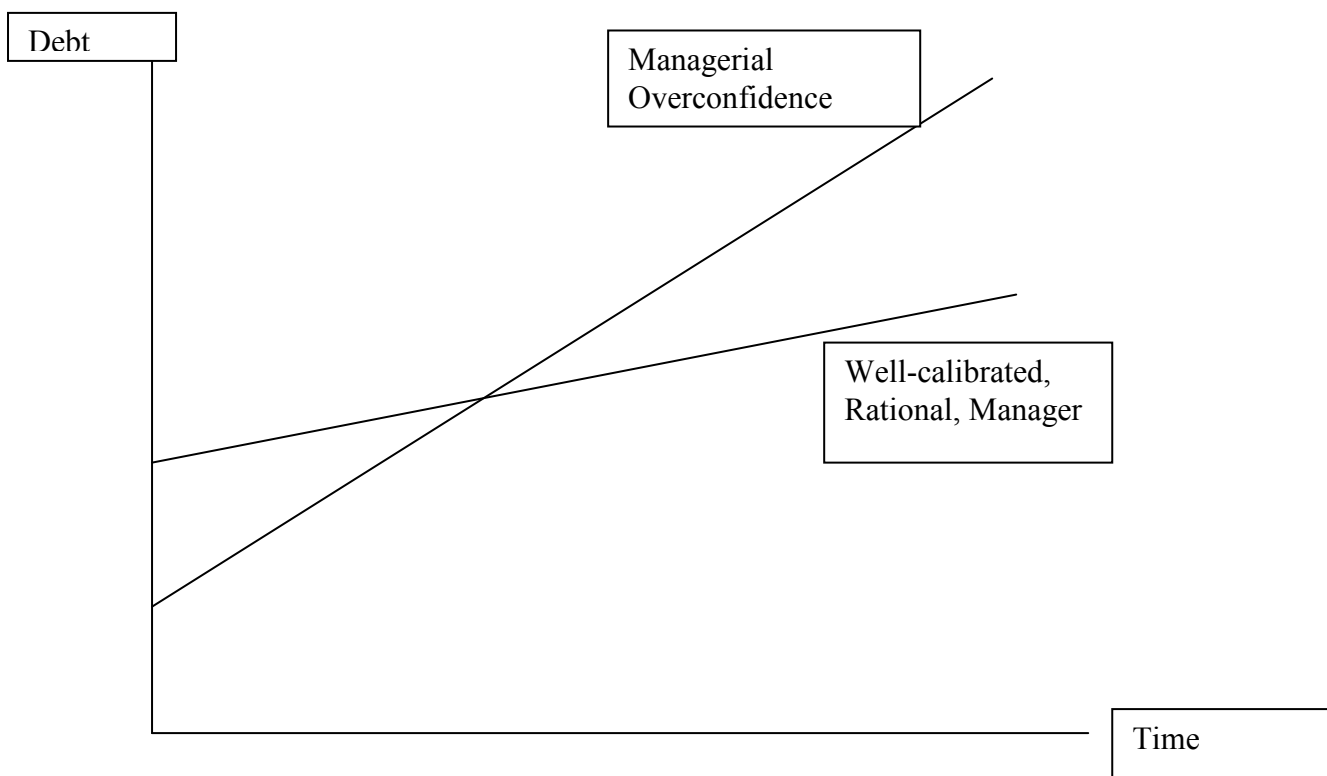 Debt
Managerial
Overconfidence
Well-calibrated,
Rational, Manager
Time